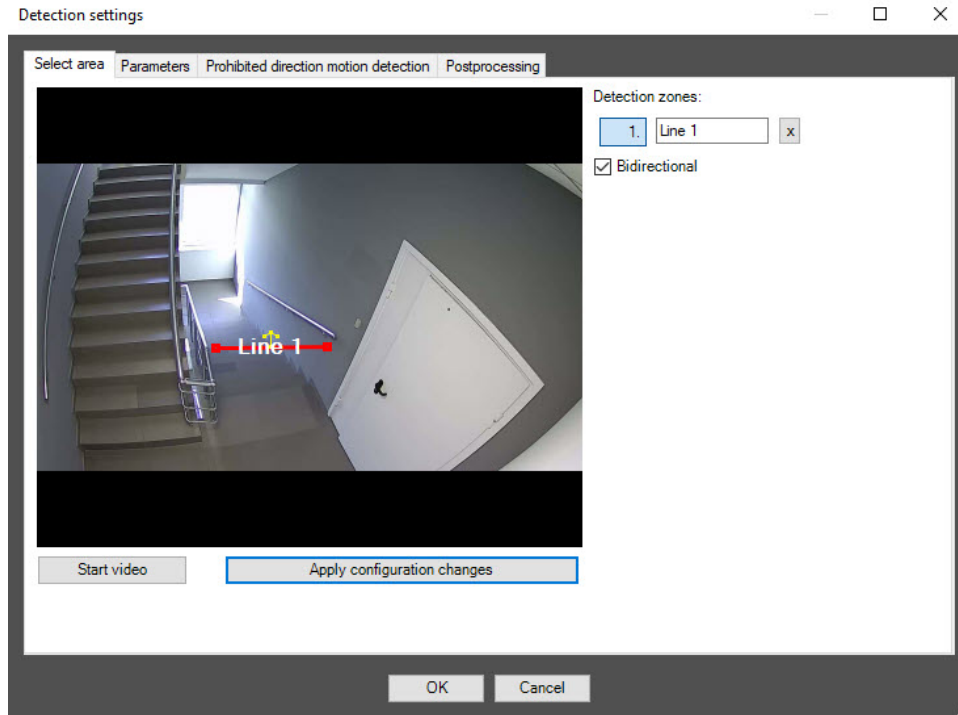 Detection settings
Select area
Parameters
Prohibited direction motion detection
Postprocessing
Detection zones:
1.
Line 1
x
Bidirectional
Line 1
Start video
Apply configuration changes
OK
Cancel